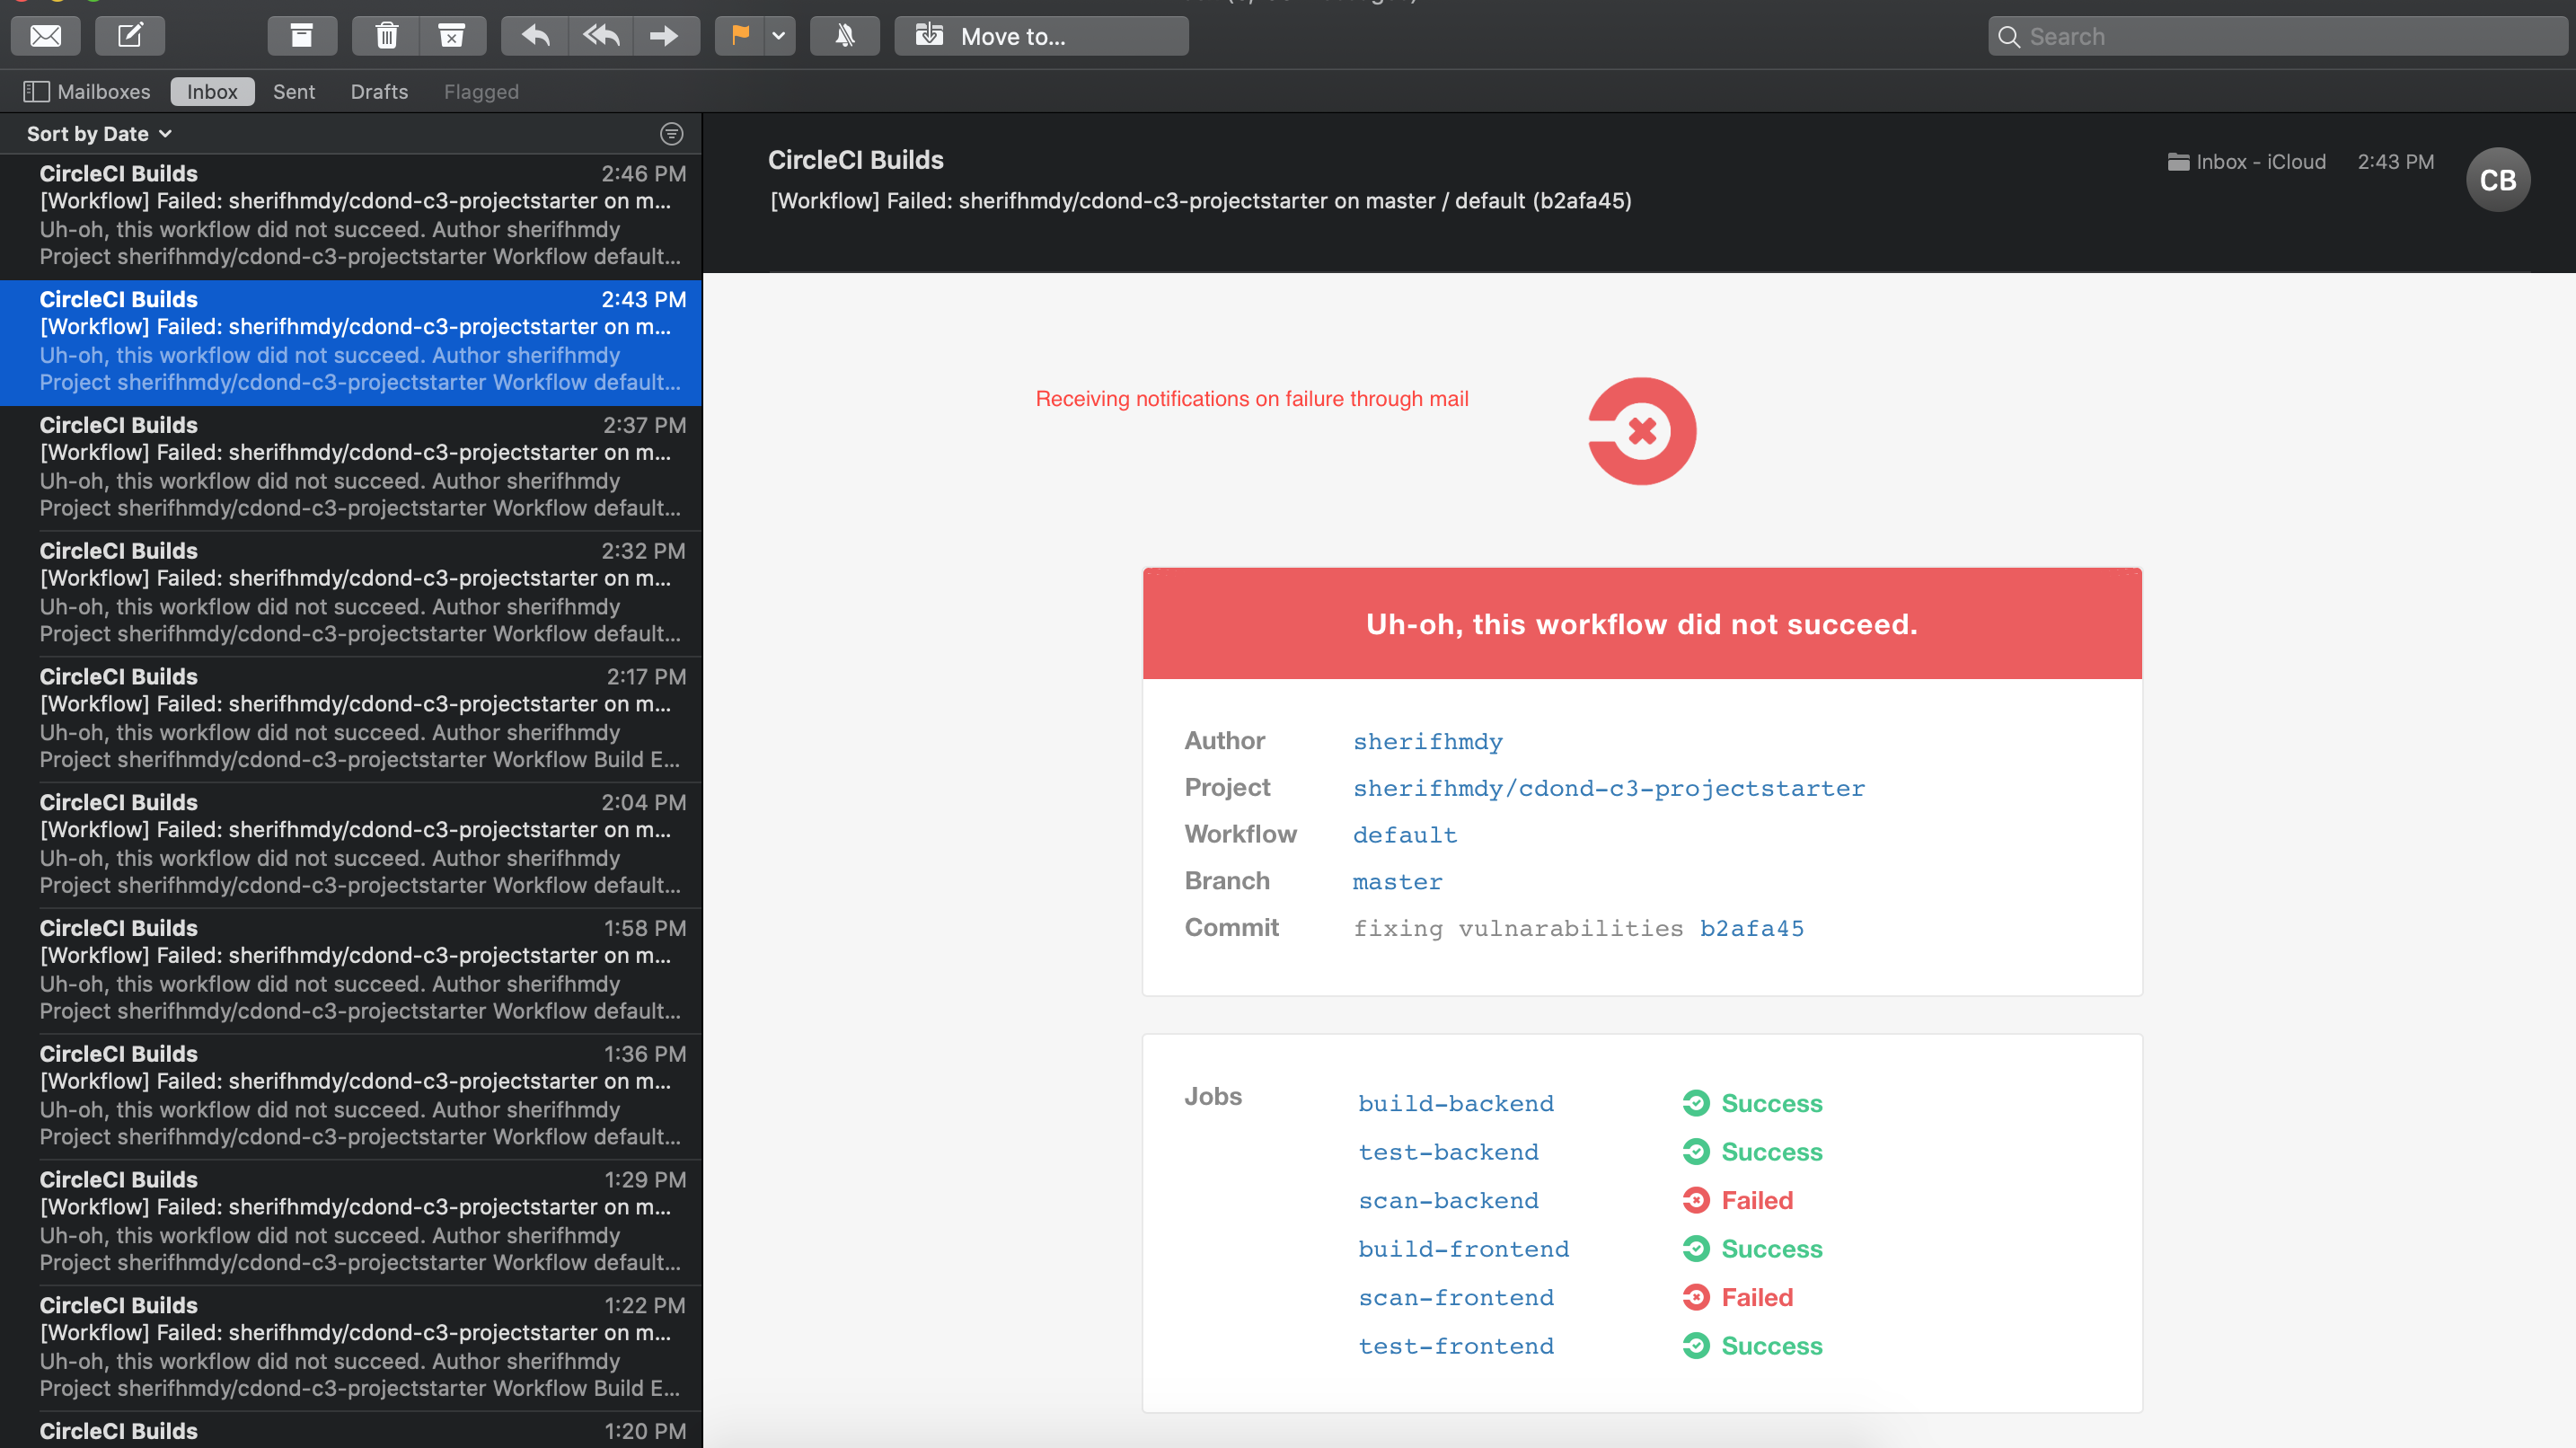 Move to...
Search
Mailboxes
Inbox
Sent
Drafts
Flagged
Sort by Date
CircleCI Builds 2:46 PM
[Workflow] Failed: sherifhmdy/cdond-c3-projectstarter on m...
Uh-oh, this workflow did not succeed. Author sherifhmdy
Project sherifhmdy/cdond-c3-projectstarter Workflow default...
CircleCI Builds 2:43 PM
[Workflow] Failed: sherifhmdy/cdond-c3-projectstarter on m...
Uh-oh, this workflow did not succeed. Author sherifhmdy
Project sherifhmdy/cdond-c3-projectstarter Workflow default...
CircleCI Builds 2:37 PM
[Workflow] Failed: sherifhmdy/cdond-c3-projectstarter on m...
Uh-oh, this workflow did not succeed. Author sherifhmdy
Project sherifhmdy/cdond-c3-projectstarter Workflow default...
CircleCI Builds 2:32 PM
[Workflow] Failed: sherifhmdy/cdond-c3-projectstarter on m...
Uh-oh, this workflow did not succeed. Author sherifhmdy
Project sherifhmdy/cdond-c3-projectstarter Workflow default...
CircleCI Builds 2:17 PM
[Workflow] Failed: sherifhmdy/cdond-c3-projectstarter on m...
Uh-oh, this workflow did not succeed. Author sherifhmdy
Project sherifhmdy/cdond-c3-projectstarter Workflow Build E...
CircleCI Builds 2:04 PM
[Workflow] Failed: sherifhmdy/cdond-c3-projectstarter on m...
Uh-oh, this workflow did not succeed. Author sherifhmdy
Project sherifhmdy/cdond-c3-projectstarter Workflow default...
CircleCI Builds 1:58 PM
[Workflow] Failed: sherifhmdy/cdond-c3-projectstarter on m...
Uh-oh, this workflow did not succeed. Author sherifhmdy
Project sherifhmdy/cdond-c3-projectstarter Workflow default...
CircleCI Builds 1:36 PM
[Workflow] Failed: sherifhmdy/cdond-c3-projectstarter on m...
Uh-oh, this workflow did not succeed. Author sherifhmdy
Project sherifhmdy/cdond-c3-projectstarter Workflow default...
CircleCI Builds 1:29 PM
[Workflow] Failed: sherifhmdy/cdond-c3-projectstarter on m...
Uh-oh, this workflow did not succeed. Author sherifhmdy
Project sherifhmdy/cdond-c3-projectstarter Workflow default...
CircleCI Builds 1:22 PM
[Workflow] Failed: sherifhmdy/cdond-c3-projectstarter on m...
Uh-oh, this workflow did not succeed. Author sherifhmdy
Project sherifhmdy/cdond-c3-projectstarter Workflow Build E...
CircleCI Builds 1:20 PM
CircleCI Builds
Inbox - iCloud 2:43 PM
CB
[Workflow] Failed: sherifhmdy/cdond-c3-projectstarter on master / default (b2afa45)
Receiving notifications on failure through mail
Uh-oh, this workflow did not succeed.
Author sherifhmdy
Project sherifhmdy/cdond-c3-projectstarter
Workflow default
Branch master
Commit fixing vulnarabilities b2afa45
Jobs
build-backend Success
test-backend Success
scan-backend Failed
build-frontend Success
scan-frontend Failed
test-frontend Success